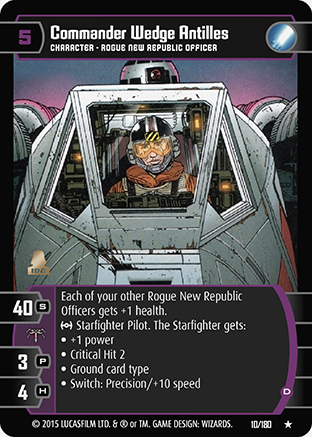 5
Commander Wedge Antilles
CHARACTER - ROGUE NEW REPUBLIC OFFICER
40 S
Each of your other Rogue New Republic
Officers gets +1 health.
Starfighter Pilot. The Starfighter gets:
• +1 power
3 P
• Critical Hit 2
• Ground card type
4 H
• Switch: Precision/+10 speed
D
© 2015 LUCASFILM LTD. & ® or TM. GAME DESIGN: WIZARDS.
10/180 ★